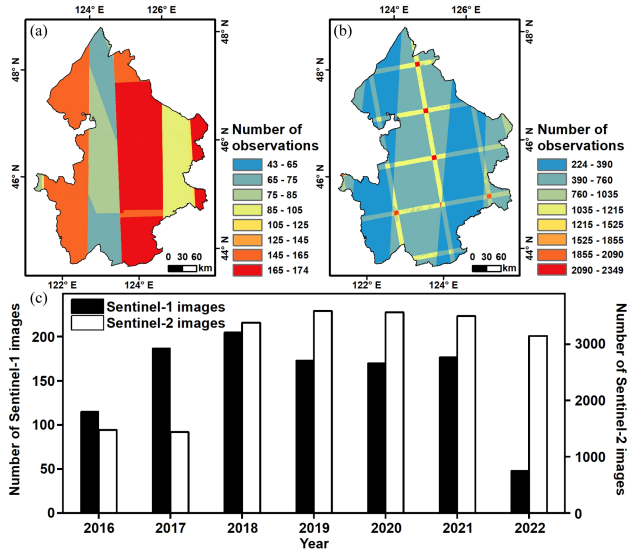 124° E 126° E
(a)
48° N
48° N
46° N
46° N
44° N
122° E 124° E
0 30 60
km
Number of
observations
43 - 65
65 - 75
75 - 85
85 - 105
105 - 125
125 - 145
145 - 165
165 - 174
124° E 126° E
(b)
48° N
48° N
46° N
46° N
44° N
122° E 124° E
0 30 60
km
Number of
observations
224 - 390
390 - 760
760 - 1035
1035 - 1215
1215 - 1525
1525 - 1855
1855 - 2090
2090 - 2349
(c)
Sentinel-1 images
Sentinel-2 images
Number of Sentinel-1 images
200
150
100
50
0
Number of
Sentinel-2 images
3000
2000
1000
0
2016 2017 2018 2019 2020 2021 2022
Year